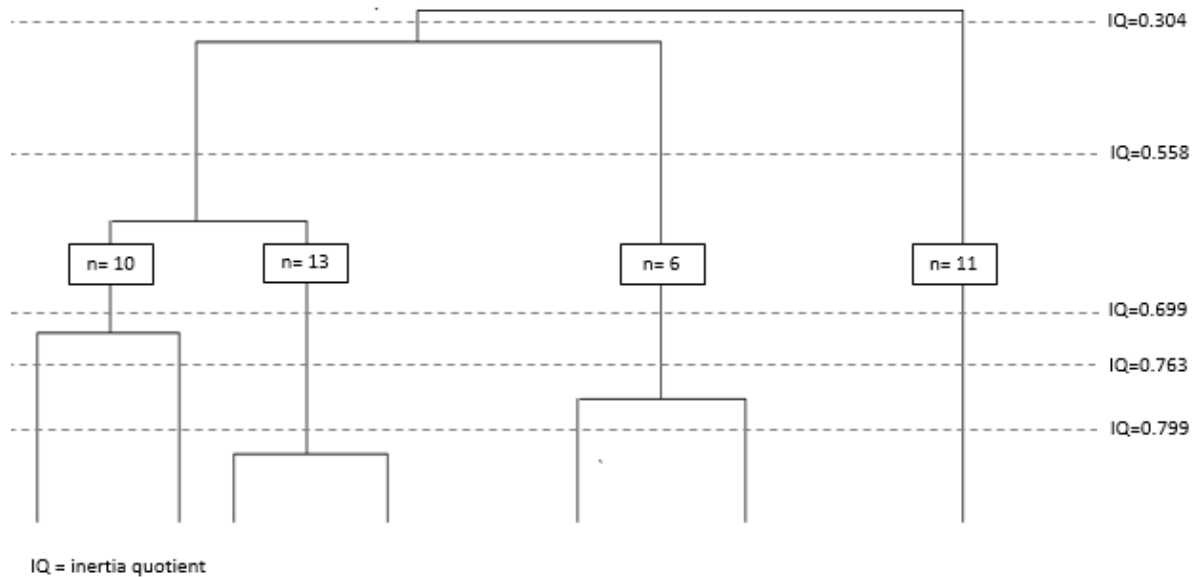 IQ=0.304
IQ=0.558
n= 10
n= 13
n= 6
n= 11
IQ=0.699
IQ=0.763
IQ=0.799
IQ = inertia quotient